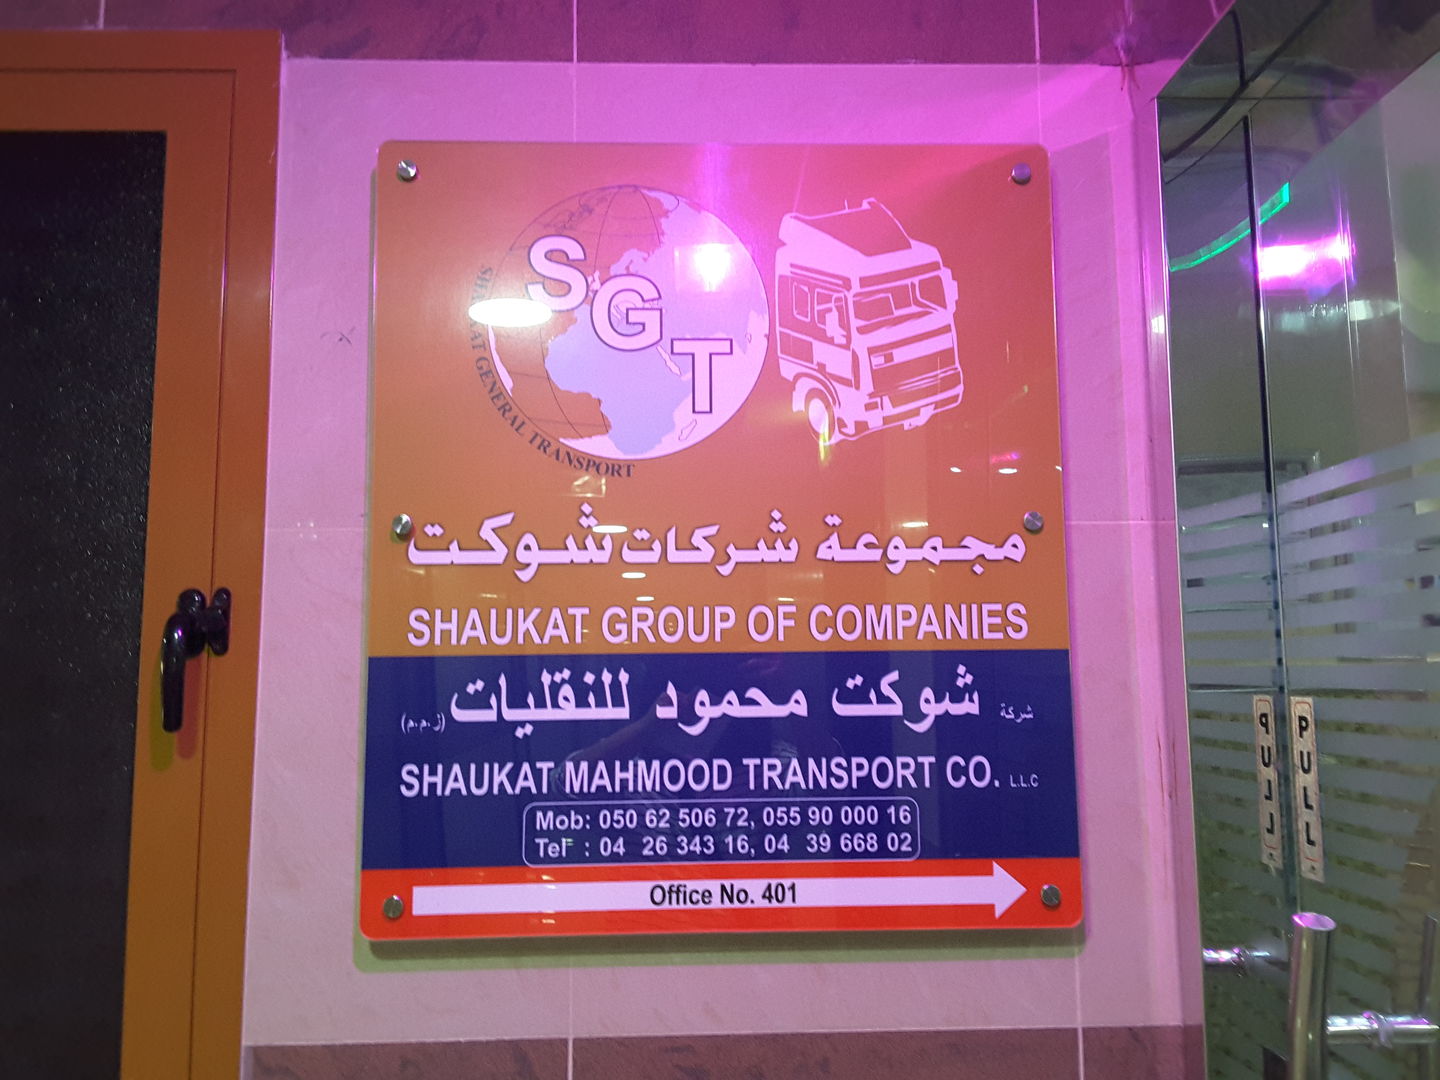 SGT
SHAUKAT GENERAL TRANSPORT
مجموعة شركات شوكت
SHAUKAT GROUP OF COMPANIES
شركة شوكت محمود للنقليات (ز.م.م)
SHAUKAT MAHMOOD TRANSPORT CO. L.L.C
Mob: 050 62 506 72, 055 90 000 16
Tel : 04 26 343 16, 04 39 668 02
Office No. 401
PULL
PULL